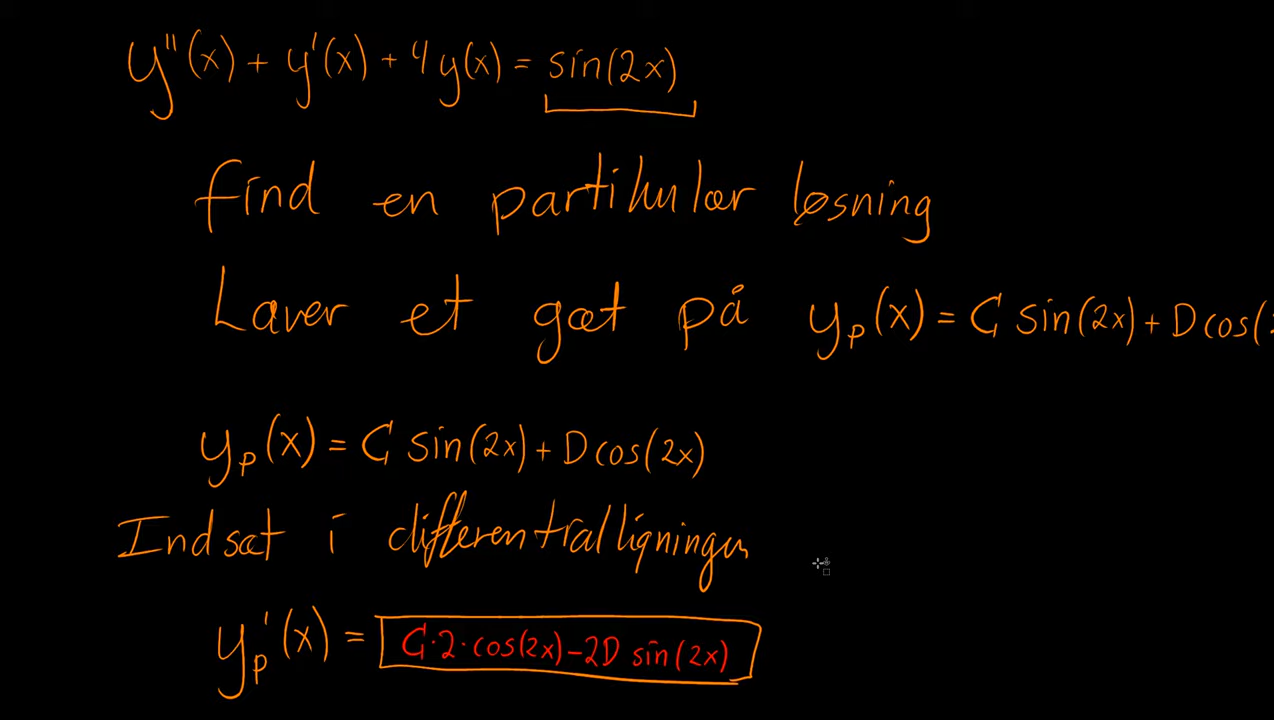 y''(x) + y'(x) + 4y(x) = sin(2x)
find en partikulær løsning
Laver et gæt på y_p(x) = C sin(2x) + D cos(
y_p(x) = C sin(2x) + D cos(2x)
Indsæt i differentialligningen
y_p'(x) = C·2·cos(2x) - 2D sin(2x)